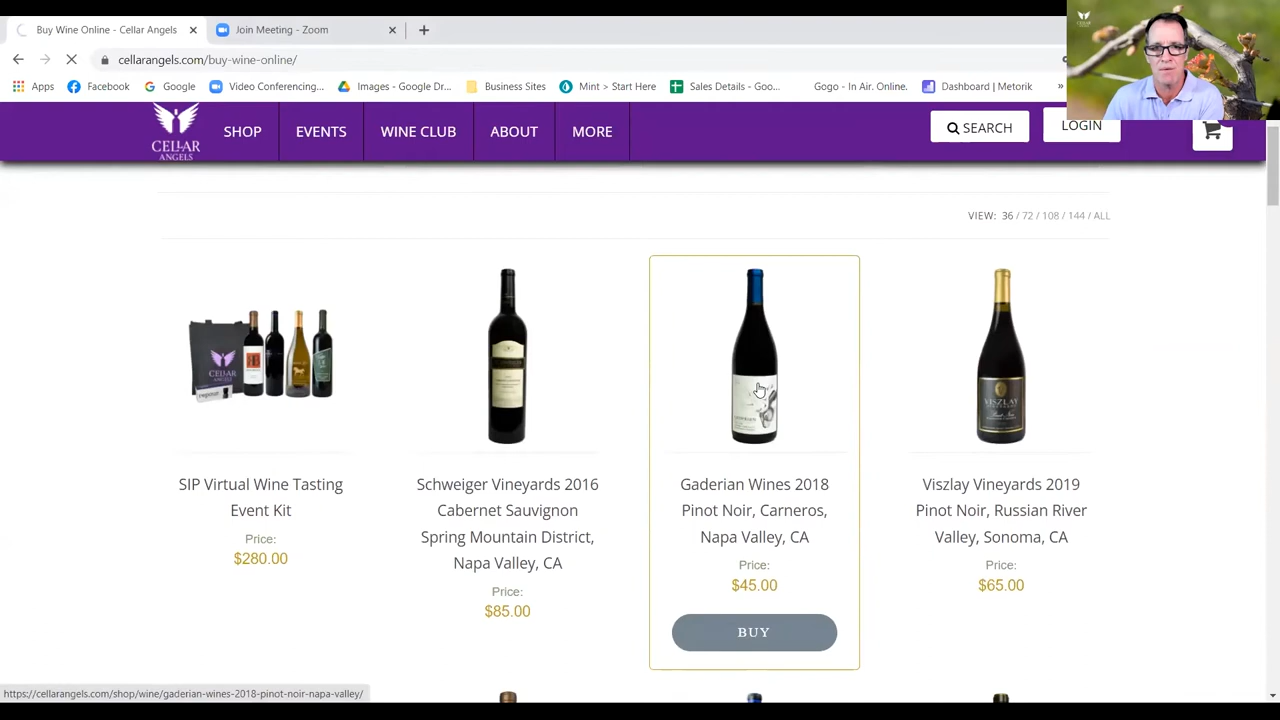 Buy Wine Online - Cellar Angels
Join Meeting - Zoom
cellarangels.com/buy-wine-online/
Apps
Facebook
Google
Video Conferencing...
Images - Google Dr...
Business Sites
Mint > Start Here
Sales Details - Goo...
Gogo - In Air. Online.
Dashboard | Metorik
»
CELLAR
ANGELS
SHOP
EVENTS
WINE CLUB
ABOUT
MORE
SEARCH
LOGIN
VIEW: 36 / 72 / 108 / 144 / ALL
VISZLAY
SIP Virtual Wine Tasting
Event Kit
Price:
$280.00
Schweiger Vineyards 2016
Cabernet Sauvignon
Spring Mountain District,
Napa Valley, CA
Price:
$85.00
Gaderian Wines 2018
Pinot Noir, Carneros,
Napa Valley, CA
Price:
$45.00
BUY
Viszlay Vineyards 2019
Pinot Noir, Russian River
Valley, Sonoma, CA
Price:
$65.00
https://cellarangels.com/shop/wine/gaderian-wines-2018-pinot-noir-napa-valley/